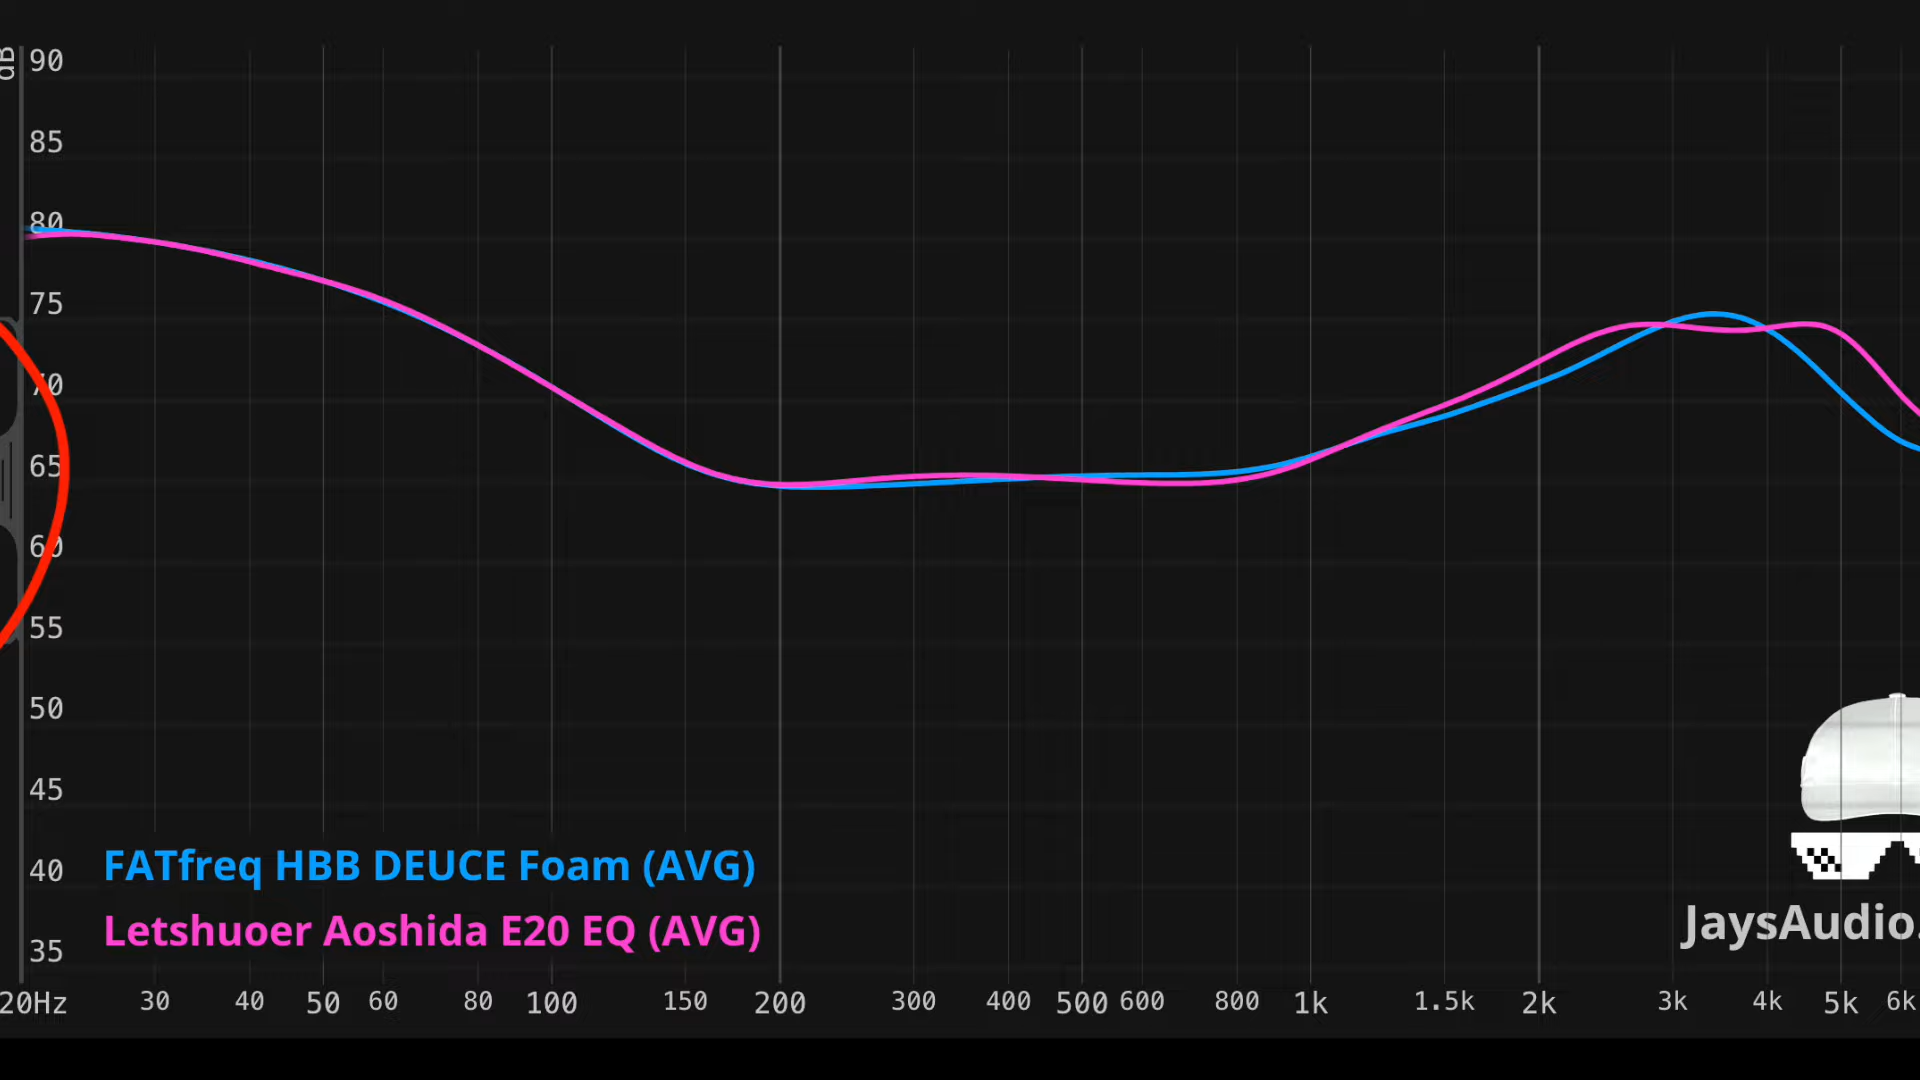 dB
90
85
80
75
70
65
60
55
50
45
40
35
FATfreq HBB DEUCE Foam (AVG)
Letshuoer Aoshida E20 EQ (AVG)
JaysAudio.
20Hz 30 40 50 60 80 100 150 200 300 400 500 600 800 1k 1.5k 2k 3k 4k 5k 6k